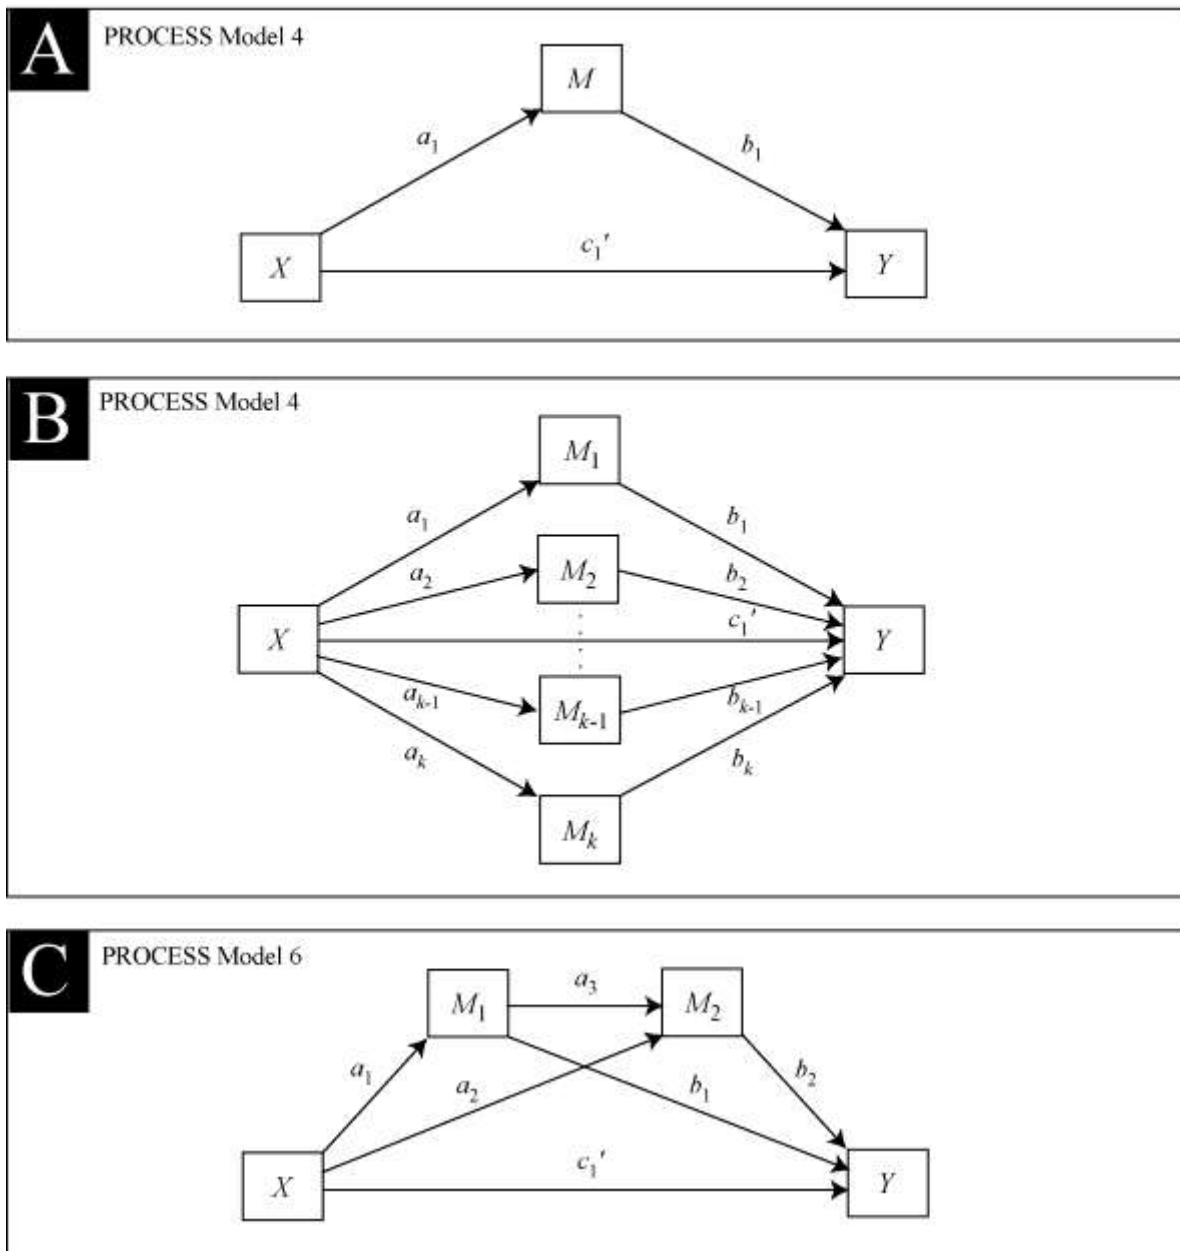 A PROCESS Model 4
M
a₁ b₁
X c₁′ Y
B PROCESS Model 4
M₁
a₁ b₁
a₂ M₂ b₂
X c₁′ Y
aₖ₋₁ Mₖ₋₁ bₖ₋₁
aₖ bₖ
Mₖ
C PROCESS Model 6
M₁ a₃ M₂
a₁ a₂ b₁ b₂
X c₁′ Y